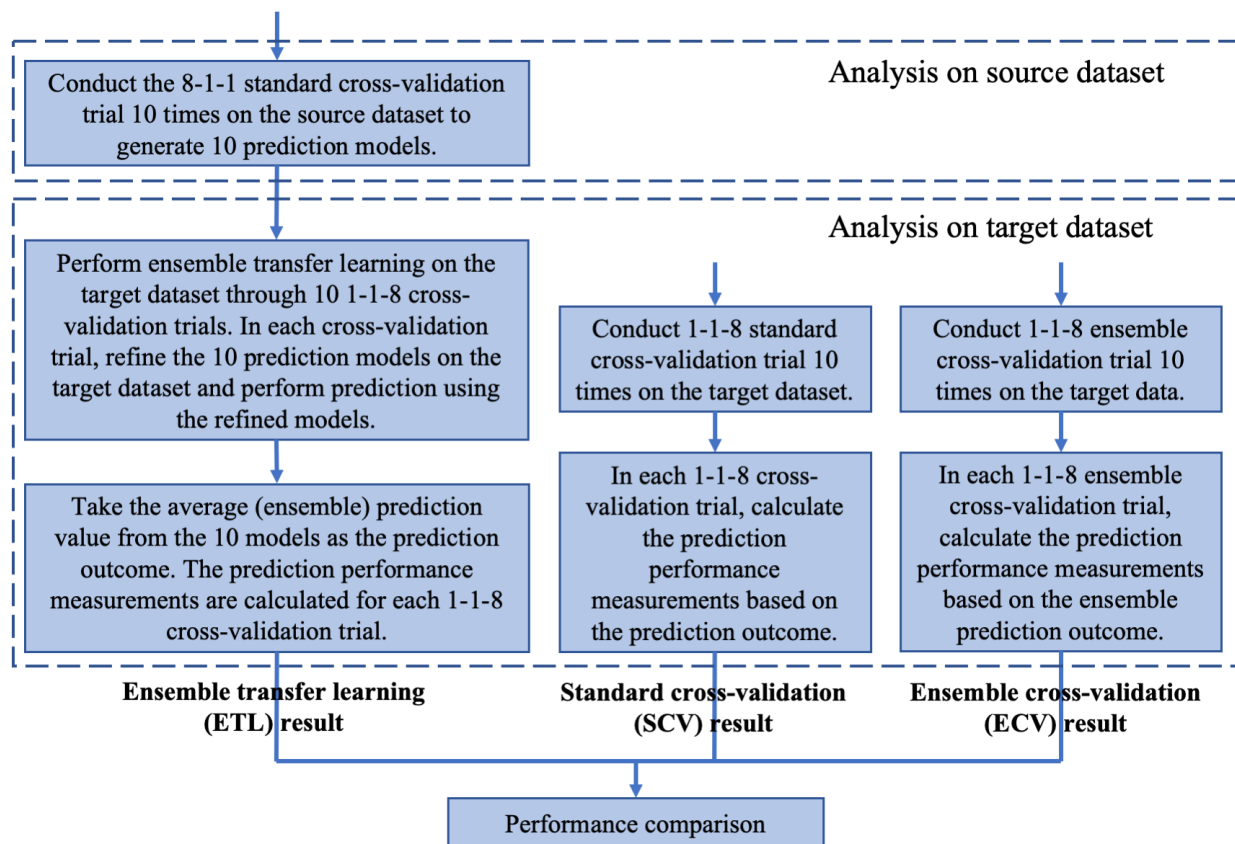 Analysis on source dataset
Conduct the 8-1-1 standard cross-validation
trial 10 times on the source dataset to
generate 10 prediction models.
Analysis on target dataset
Perform ensemble transfer learning on the
target dataset through 10 1-1-8 cross-
validation trials. In each cross-validation
trial, refine the 10 prediction models on the
target dataset and perform prediction using
the refined models.
Conduct 1-1-8 standard
cross-validation trial 10
times on the target dataset.
Conduct 1-1-8 ensemble
cross-validation trial 10
times on the target data.
Take the average (ensemble) prediction
value from the 10 models as the prediction
outcome. The prediction performance
measurements are calculated for each 1-1-8
cross-validation trial.
In each 1-1-8 cross-
validation trial, calculate
the prediction
performance
measurements based on
the prediction outcome.
In each 1-1-8 ensemble
cross-validation trial,
calculate the prediction
performance measurements
based on the ensemble
prediction outcome.
Ensemble transfer learning
(ETL) result
Standard cross-validation
(SCV) result
Ensemble cross-validation
(ECV) result
Performance comparison